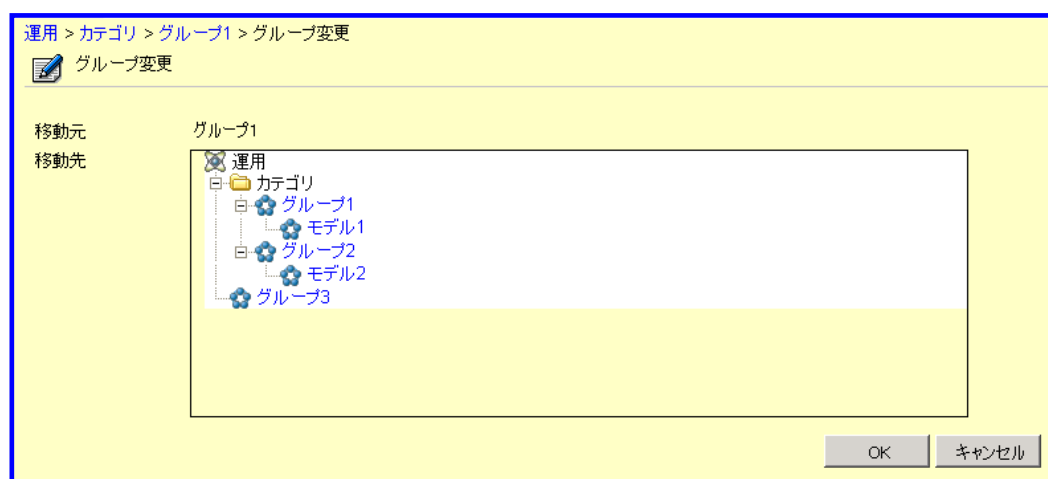 運用 > カテゴリ > グループ1 > グループ変更
グループ変更
移動元 グループ1
移動先
運用
カテゴリ
グループ1
モデル1
グループ2
モデル2
グループ3
OK キャンセル